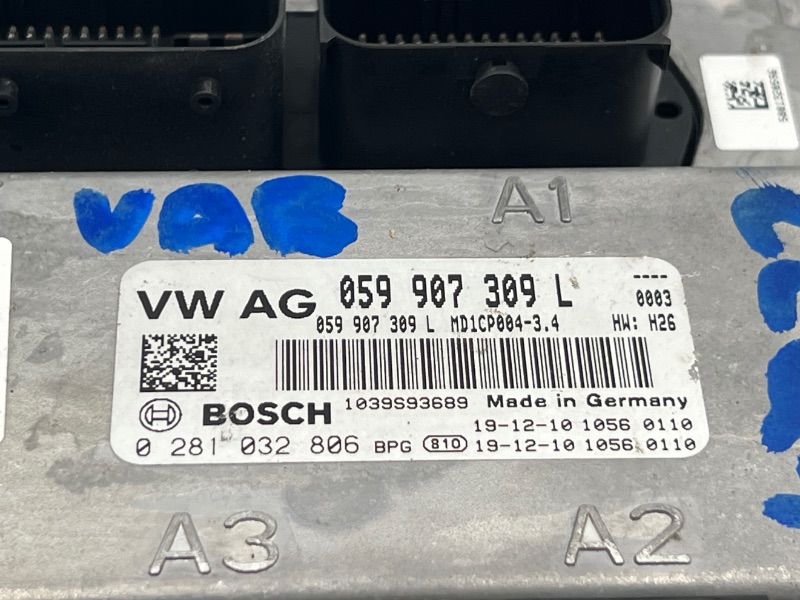 5001320596
VAB
A1
VW AG 059 907 309 L ----
0003
059 907 309 L MD1CP004-3.4 HW: H26
BOSCH 1039S93689 Made in Germany
19-12-10 1056 0110
0 281 032 806 BPG 810 19-12-10 1056 0110
A3
A2